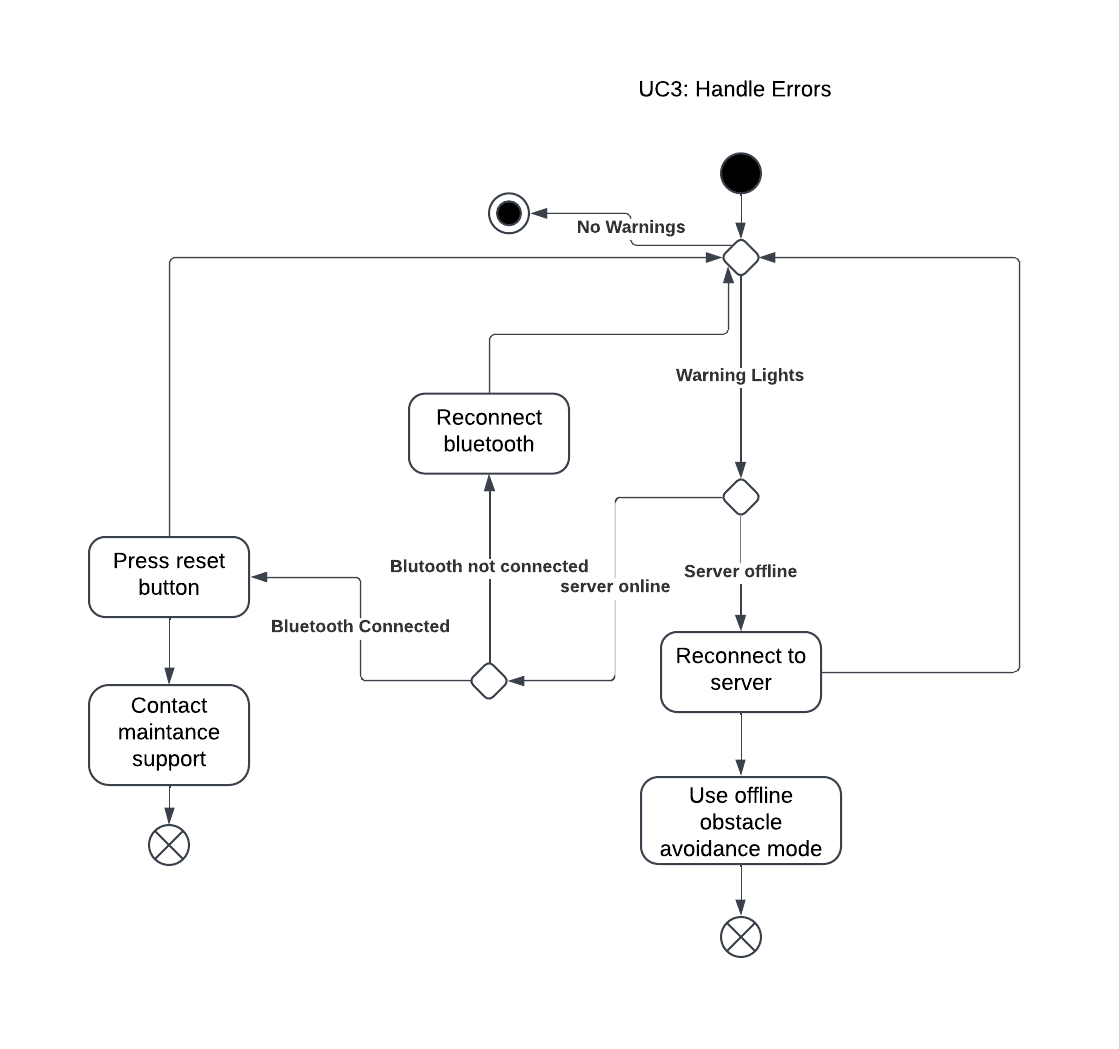 UC3: Handle Errors
No Warnings
Warning Lights
Reconnect
bluetooth
Press reset
button
Blutooth not connected
server online
Server offline
Bluetooth Connected
Reconnect to
server
Contact
maintance
support
Use offline
obstacle
avoidance mode